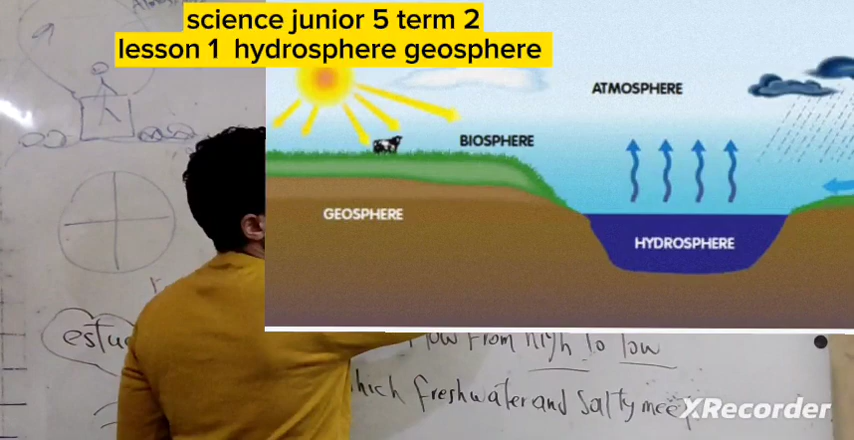 science junior 5 term 2
lesson 1 hydrosphere geosphere
ATMOSPHERE
BIOSPHERE
GEOSPHERE
HYDROSPHERE
flow from high to low
which freshwater and salty meet
XRecorder